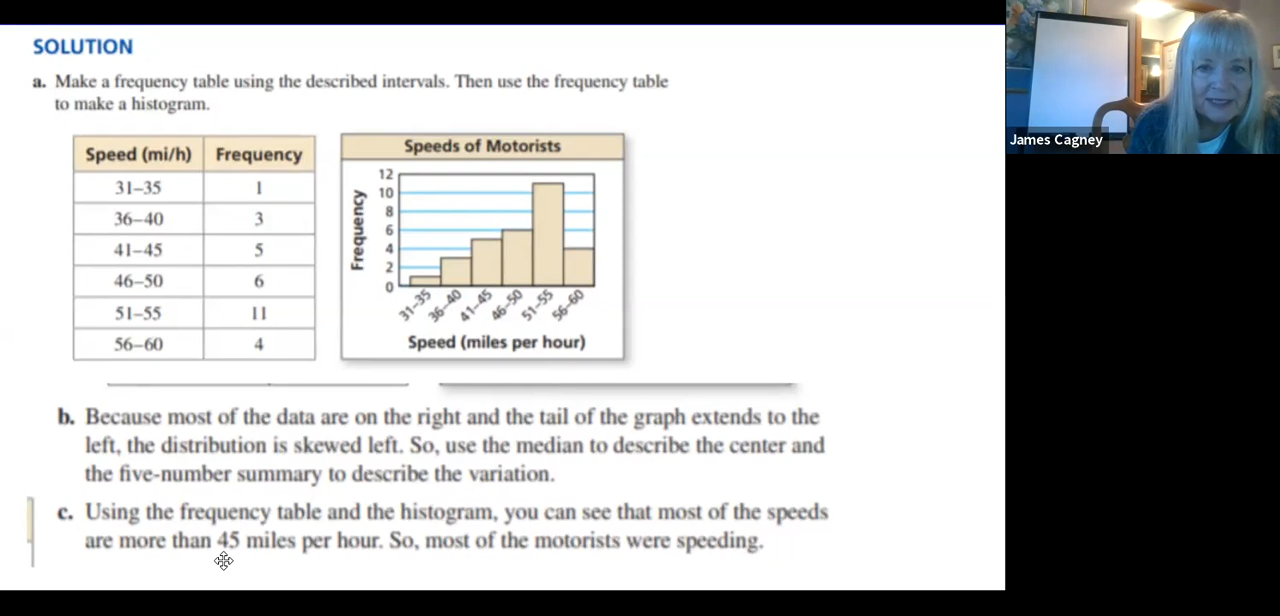 SOLUTION
a. Make a frequency table using the described intervals. Then use the frequency table
to make a histogram.
Speed (mi/h) Frequency
31–35 1
36–40 3
41–45 5
46–50 6
51–55 11
56–60 4
Speeds of Motorists
Frequency
12
10
8
6
4
2
0
31–35 36–40 41–45 46–50 51–55 56–60
Speed (miles per hour)
b. Because most of the data are on the right and the tail of the graph extends to the
left, the distribution is skewed left. So, use the median to describe the center and
the five-number summary to describe the variation.
c. Using the frequency table and the histogram, you can see that most of the speeds
are more than 45 miles per hour. So, most of the motorists were speeding.
James Cagney